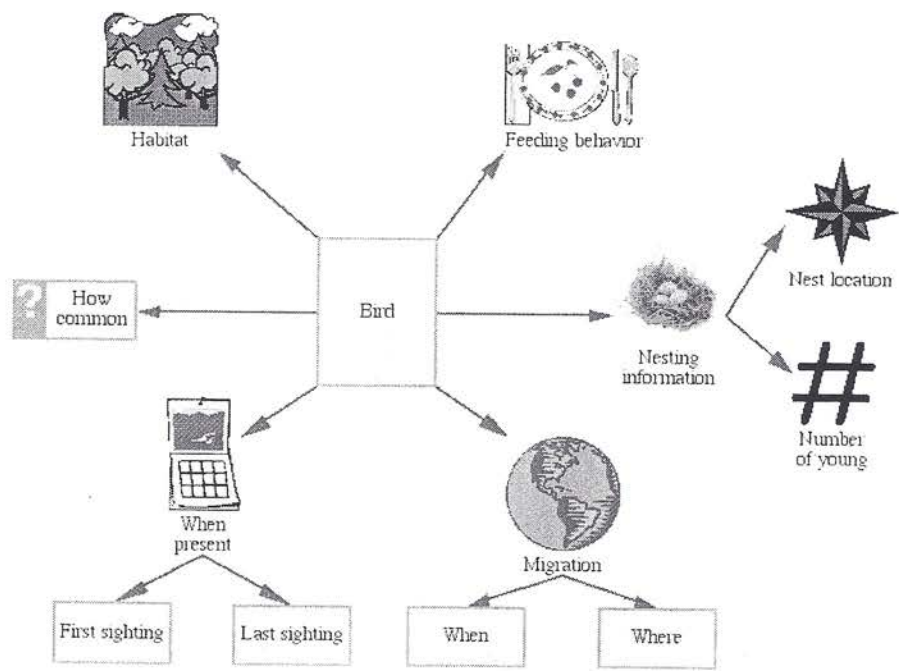 Habitat
Feeding behavior
Nest location
?
How
common
Bird
Nesting
information
#
Number
of young
When
present
Migration
First sighting
Last sighting
When
Where